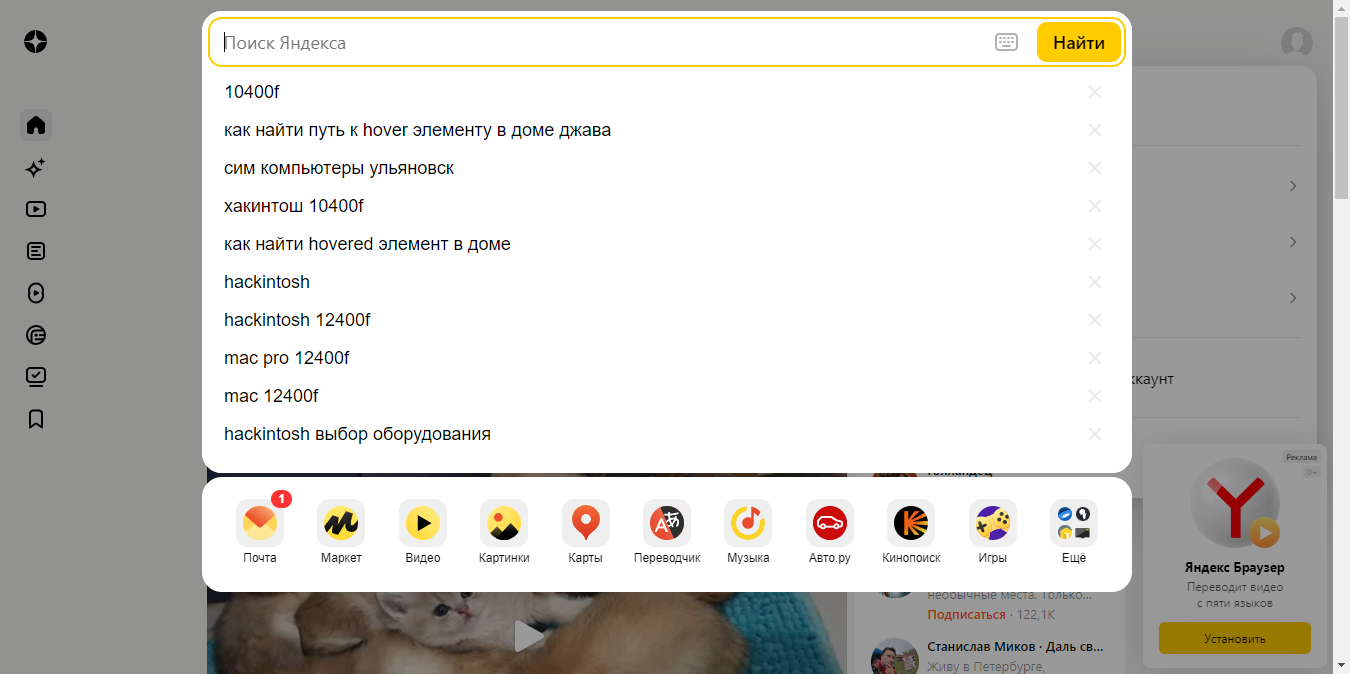 Поиск Яндекса
Найти
10400f
как найти путь к hover элементу в доме джава
сим компьютеры ульяновск
хакинтош 10400f
как найти hovered элемент в доме
hackintosh
hackintosh 12400f
mac pro 12400f
mac 12400f
hackintosh выбор оборудования
1
Почта
Маркет
Видео
Картинки
Карты
Переводчик
Музыка
Авто.ру
Кинопоиск
Игры
Ещё
необычные места. Только...
Подписаться · 122,1К
Станислав Миков · Даль св...
Живу в Петербурге,
Реклама
0+
Яндекс Браузер
Переводит видео
с пяти языков
Установить